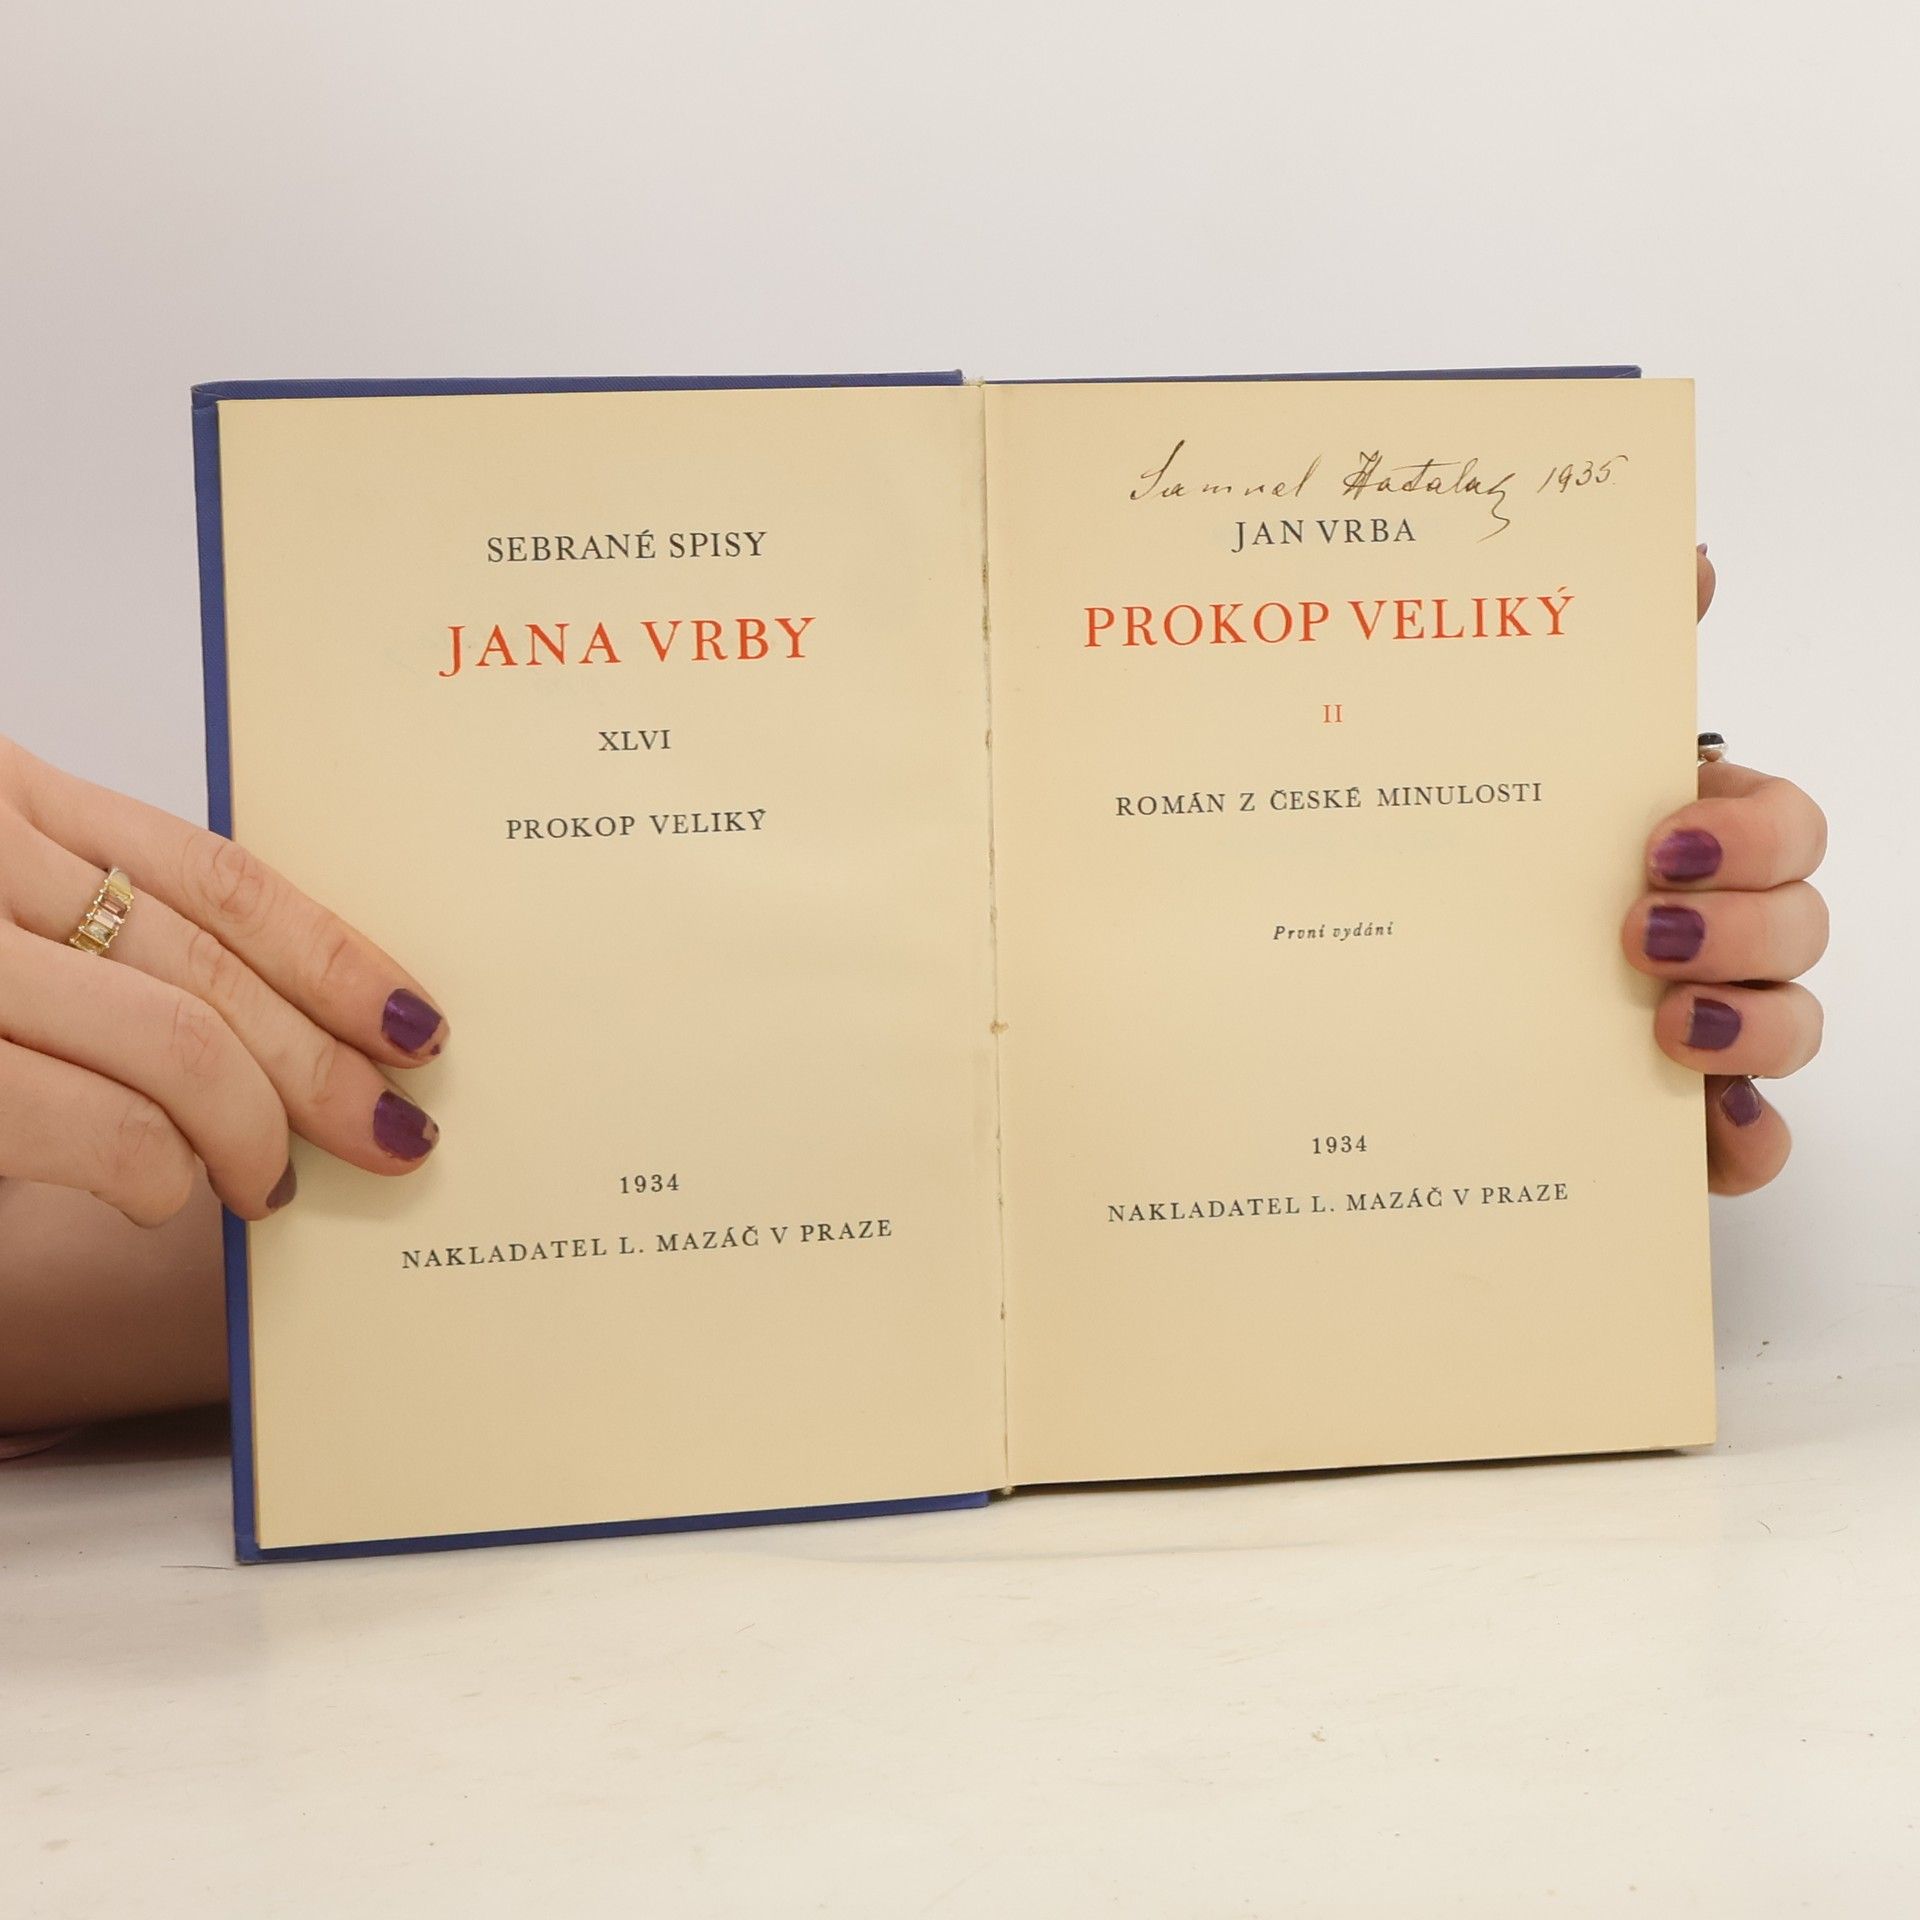 SEBRANÉ SPISY
JANA VRBY
XLVI
PROKOP VELIKÝ
1934
NAKLADATEL L. MAZÁČ V PRAZE
Samuel 1935
JAN VRBA
PROKOP VELIKÝ
II
ROMÁN Z ČESKÉ MINULOSTI
První vydání
1934
NAKLADATEL L. MAZÁČ V PRAZE